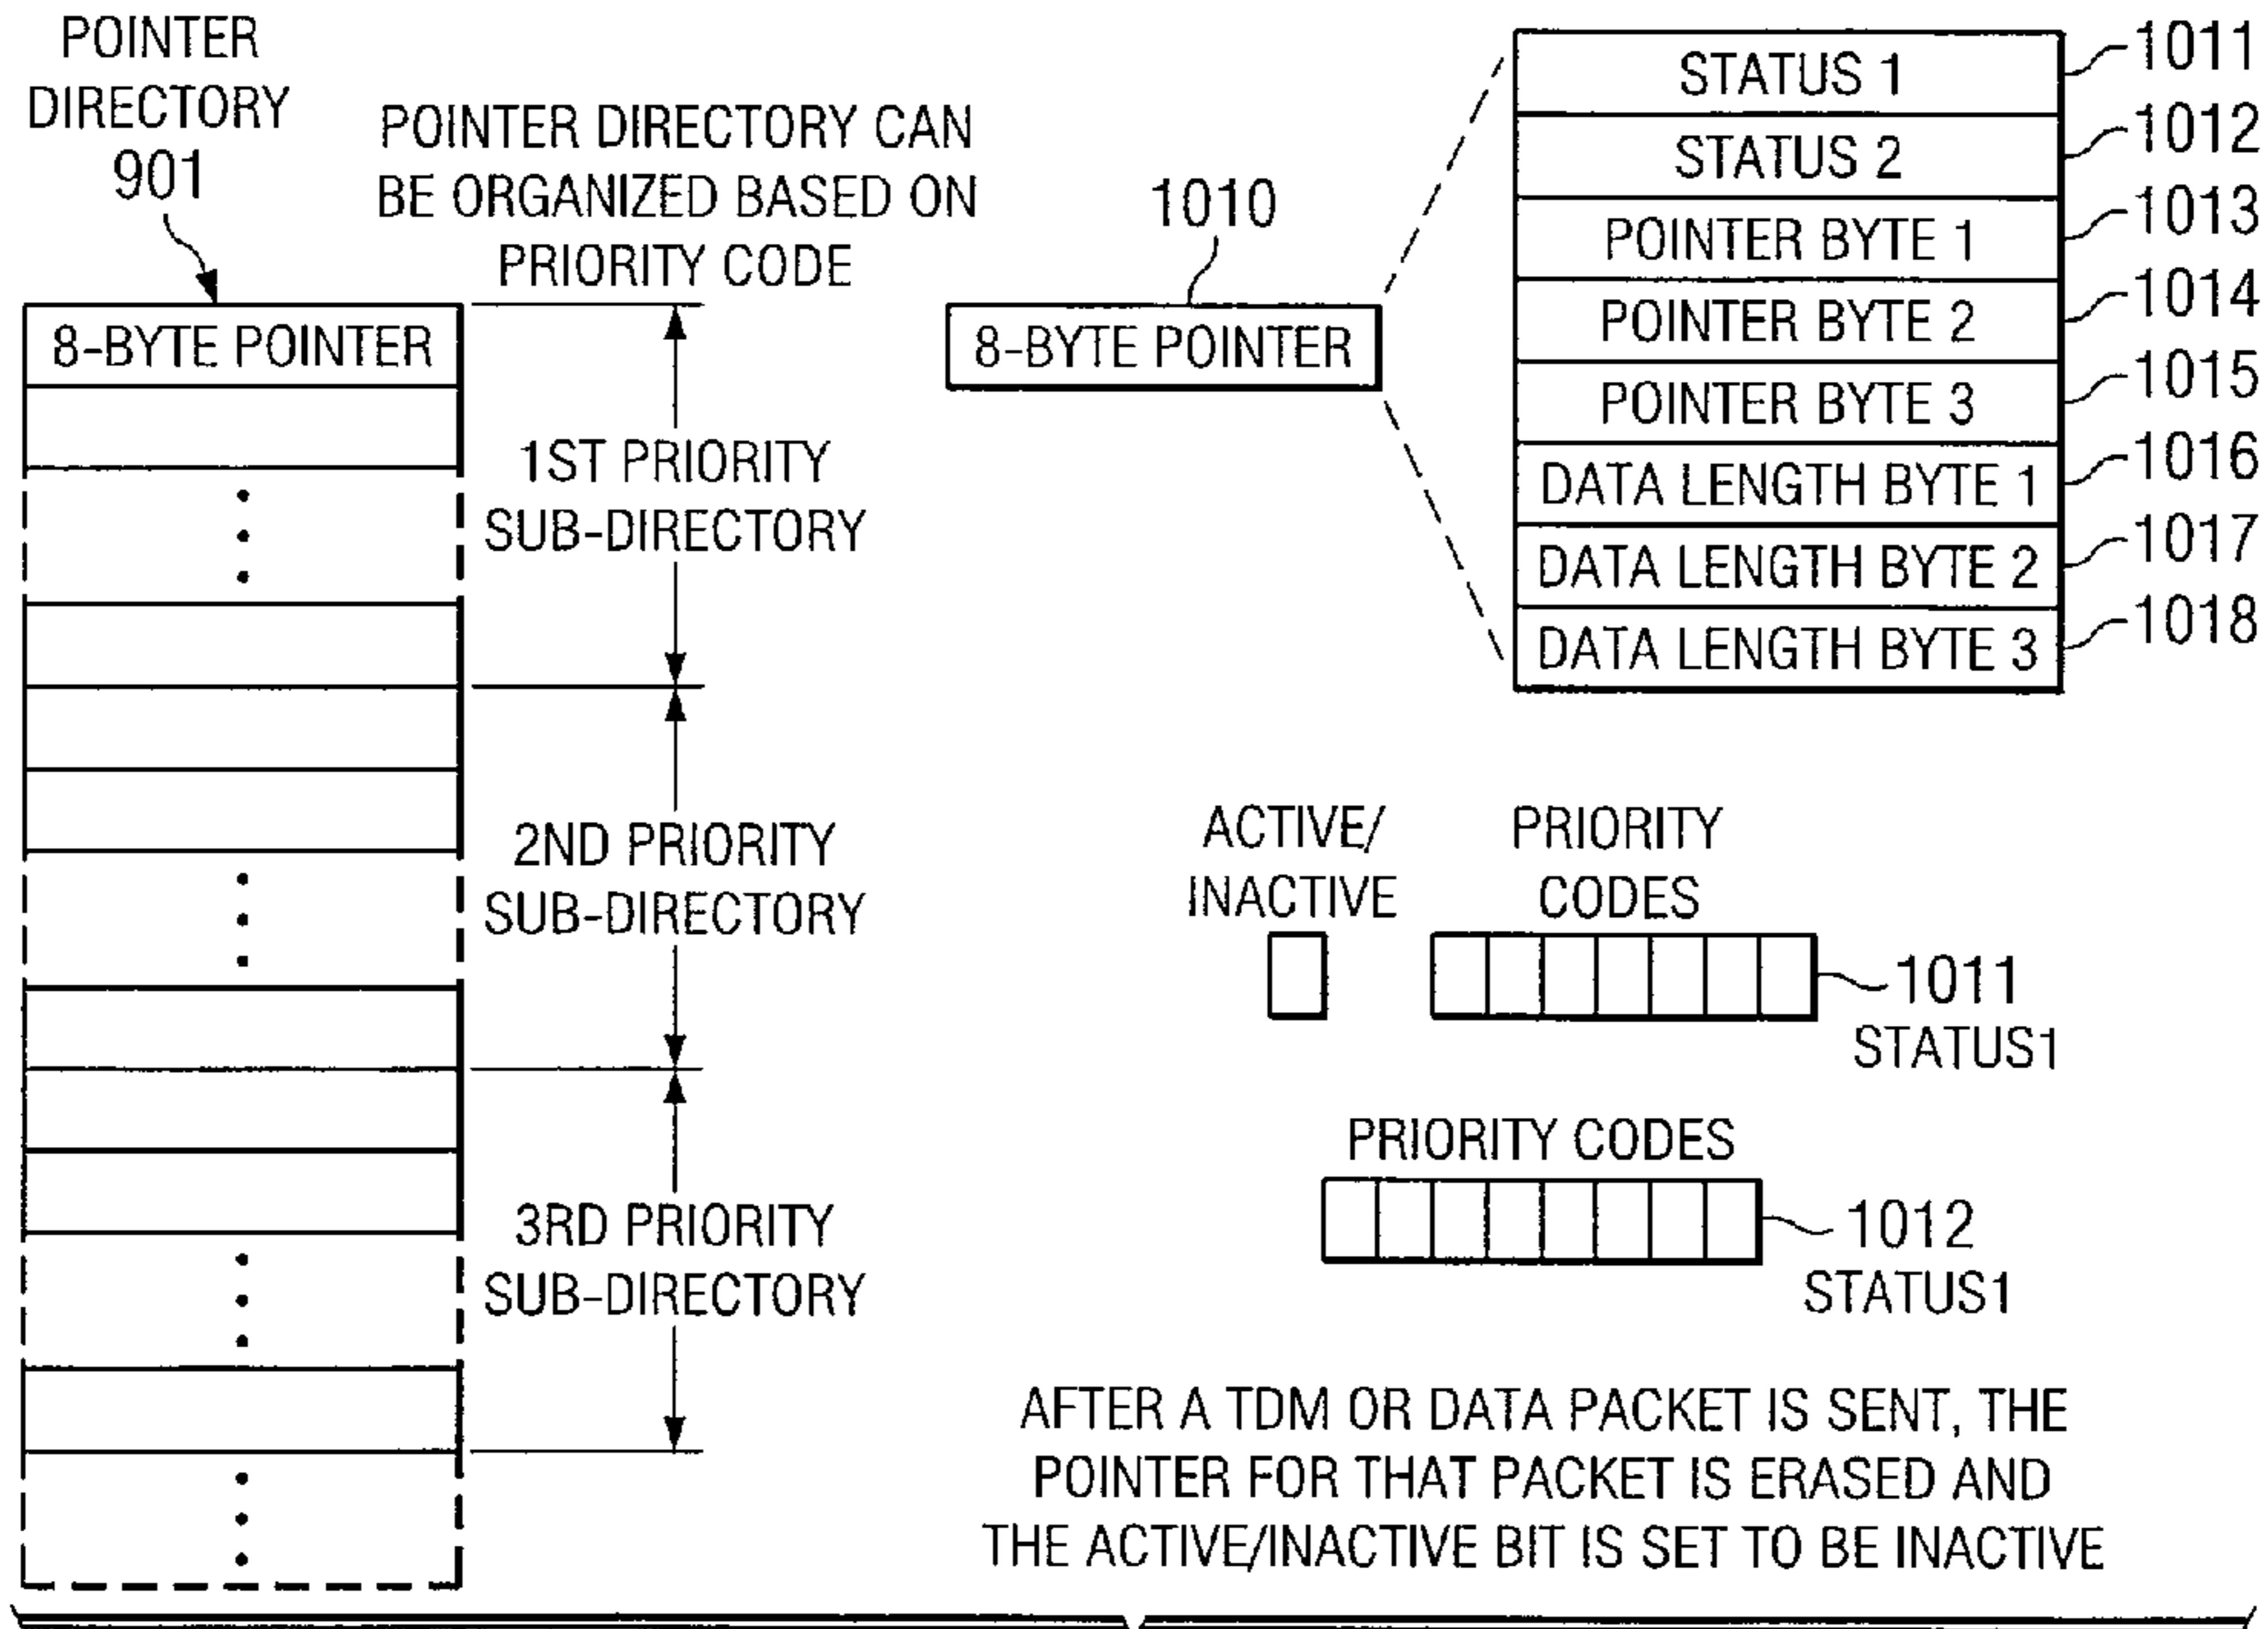 POINTER
DIRECTORY
901
POINTER DIRECTORY CAN
BE ORGANIZED BASED ON
PRIORITY CODE
8-BYTE POINTER
1ST PRIORITY
SUB-DIRECTORY
2ND PRIORITY
SUB-DIRECTORY
3RD PRIORITY
SUB-DIRECTORY
1010
8-BYTE POINTER
STATUS 1
1011
STATUS 2
1012
POINTER BYTE 1
1013
POINTER BYTE 2
1014
POINTER BYTE 3
1015
DATA LENGTH BYTE 1
1016
DATA LENGTH BYTE 2
1017
DATA LENGTH BYTE 3
1018
ACTIVE/
INACTIVE
PRIORITY
CODES
1011
STATUS1
PRIORITY CODES
1012
STATUS1
AFTER A TDM OR DATA PACKET IS SENT, THE
POINTER FOR THAT PACKET IS ERASED AND
THE ACTIVE/INACTIVE BIT IS SET TO BE INACTIVE